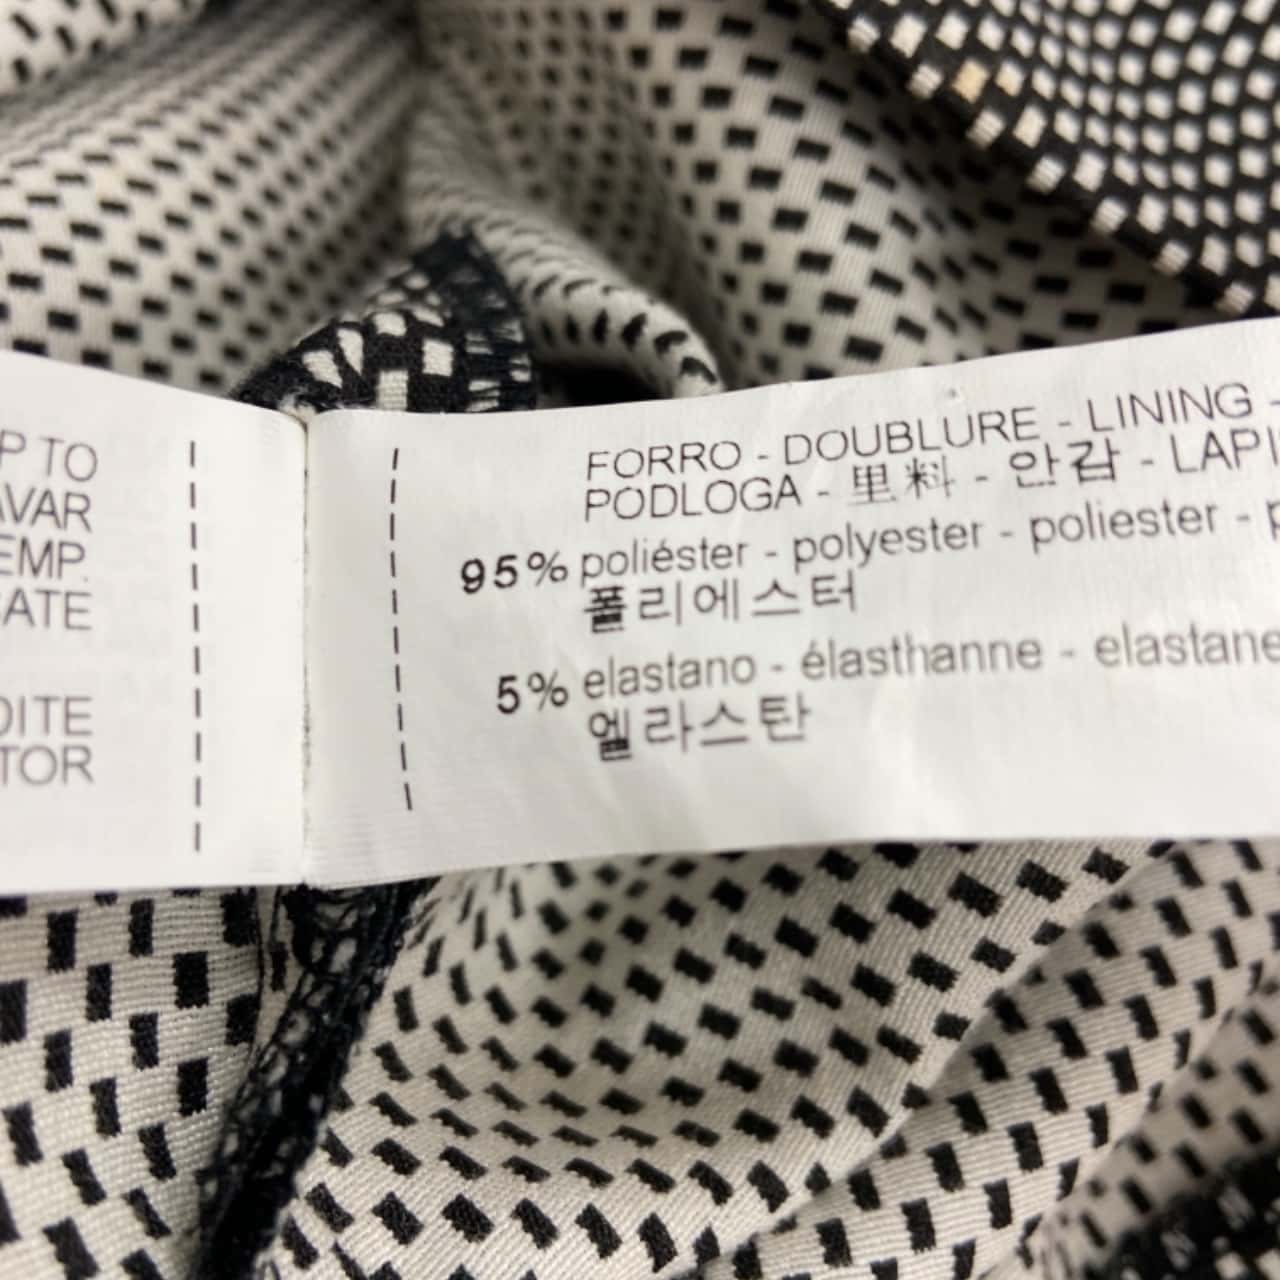 P TO
AVAR
EMP.
CATE
DITE
TOR
FORRO - DOUBLURE - LINING -
PODLOGA - 里料 - 안감 - LAPI
95% poliéster - polyester - poliester - p
폴리에스터
5% elastano - élasthanne - elastane
엘라스탄